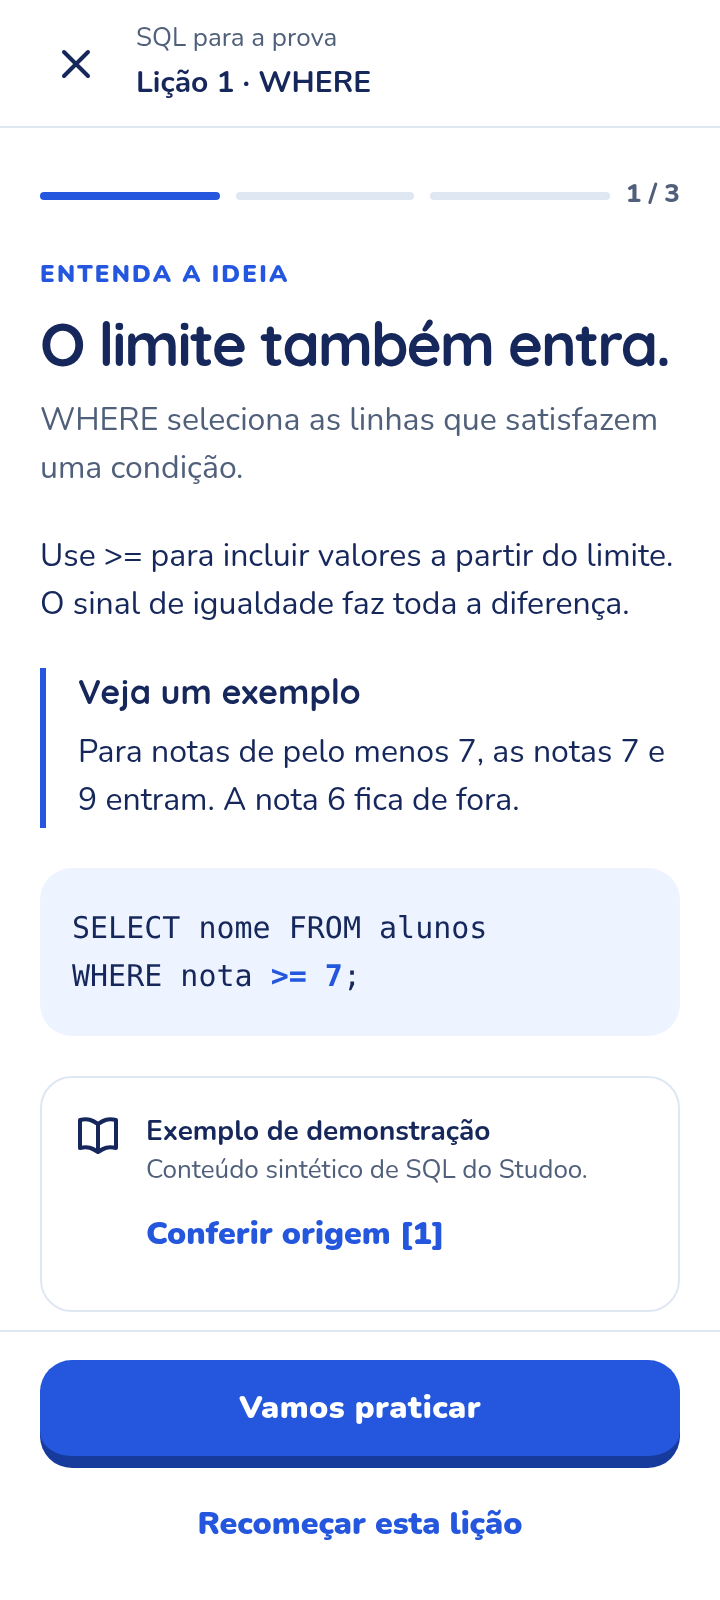 SQL para a prova
Lição 1 · WHERE
1 / 3
ENTENDA A IDEIA
O limite também entra.
WHERE seleciona as linhas que satisfazem
uma condição.
Use >= para incluir valores a partir do limite.
O sinal de igualdade faz toda a diferença.
Veja um exemplo
Para notas de pelo menos 7, as notas 7 e
9 entram. A nota 6 fica de fora.
SELECT nome FROM alunos
WHERE nota >= 7;
Exemplo de demonstração
Conteúdo sintético de SQL do Studoo.
Conferir origem [1]
Vamos praticar
Recomeçar esta lição